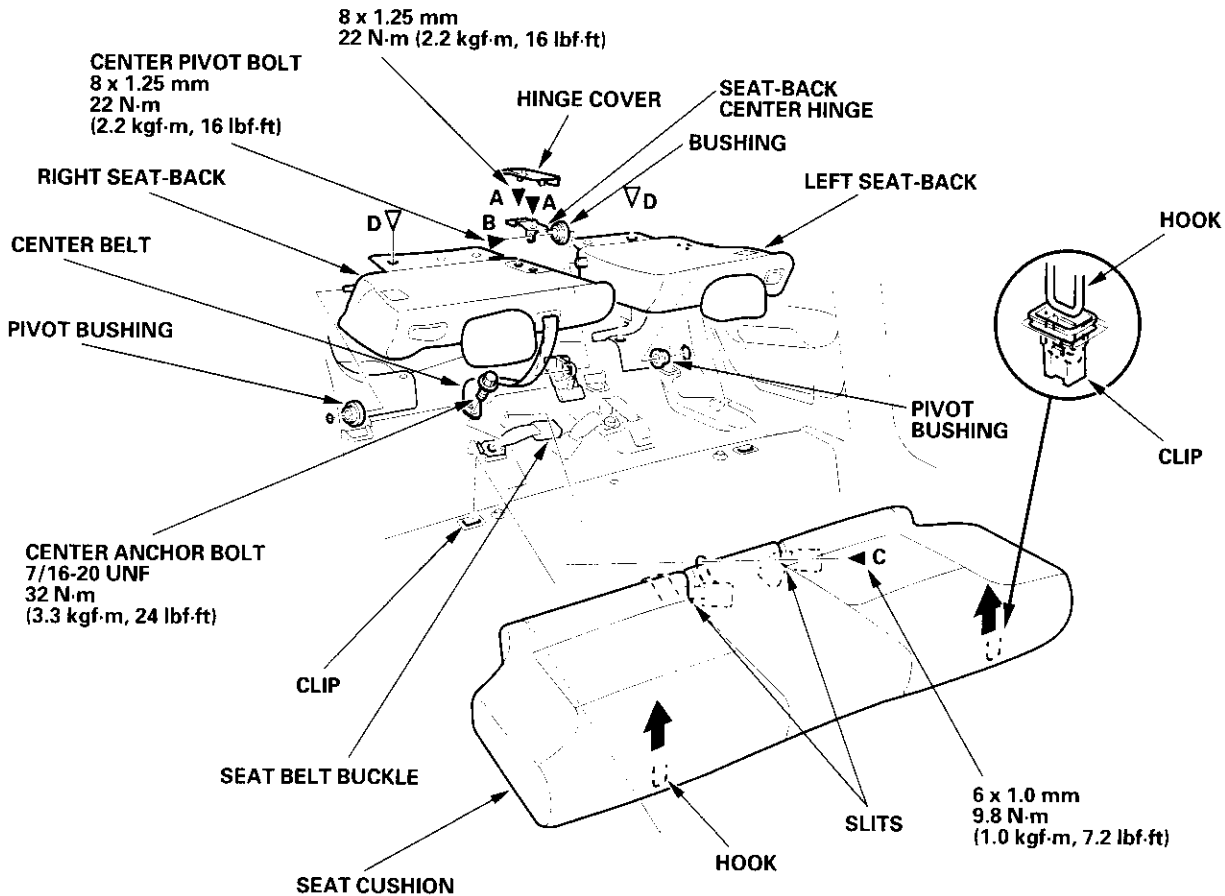 8 x 1.25 mm
22 N·m (2.2 kgf·m, 16 lbf·ft)
CENTER PIVOT BOLT
8 x 1.25 mm
22 N·m
(2.2 kgf·m, 16 lbf·ft)
HINGE COVER
SEAT-BACK
CENTER HINGE
BUSHING
RIGHT SEAT-BACK
LEFT SEAT-BACK
A
A
B
D
D
HOOK
CENTER BELT
PIVOT BUSHING
PIVOT
BUSHING
CLIP
CENTER ANCHOR BOLT
7/16-20 UNF
32 N·m
(3.3 kgf·m, 24 lbf·ft)
C
CLIP
SEAT BELT BUCKLE
SLITS
6 x 1.0 mm
9.8 N·m
(1.0 kgf·m, 7.2 lbf·ft)
HOOK
SEAT CUSHION